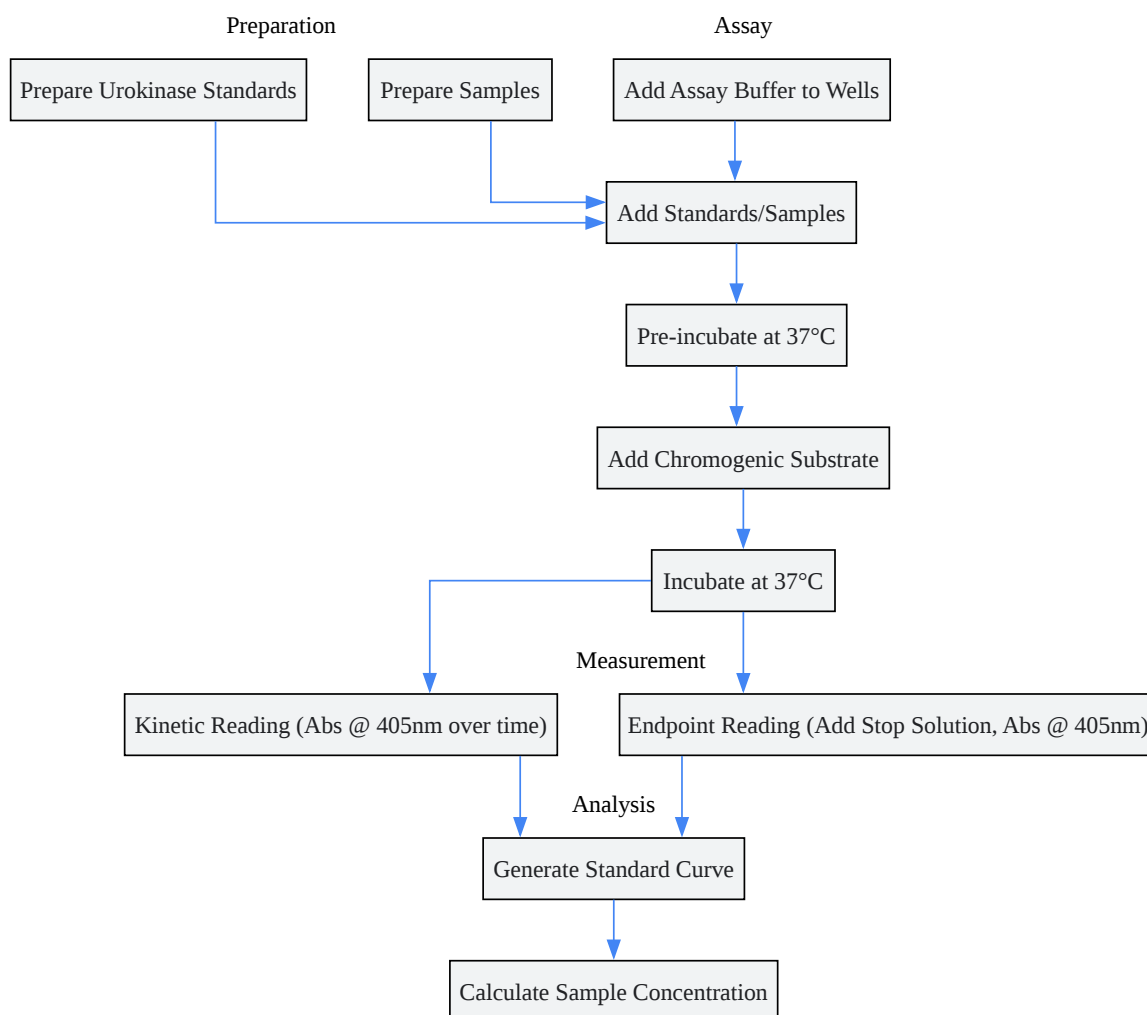 Preparation
Assay
Prepare Urokinase Standards
Prepare Samples
Add Assay Buffer to Wells
Add Standards/Samples
Pre-incubate at 37°C
Add Chromogenic Substrate
Incubate at 37°C
Measurement
Kinetic Reading (Abs @ 405nm over time)
Endpoint Reading (Add Stop Solution, Abs @ 405nm)
Analysis
Generate Standard Curve
Calculate Sample Concentration